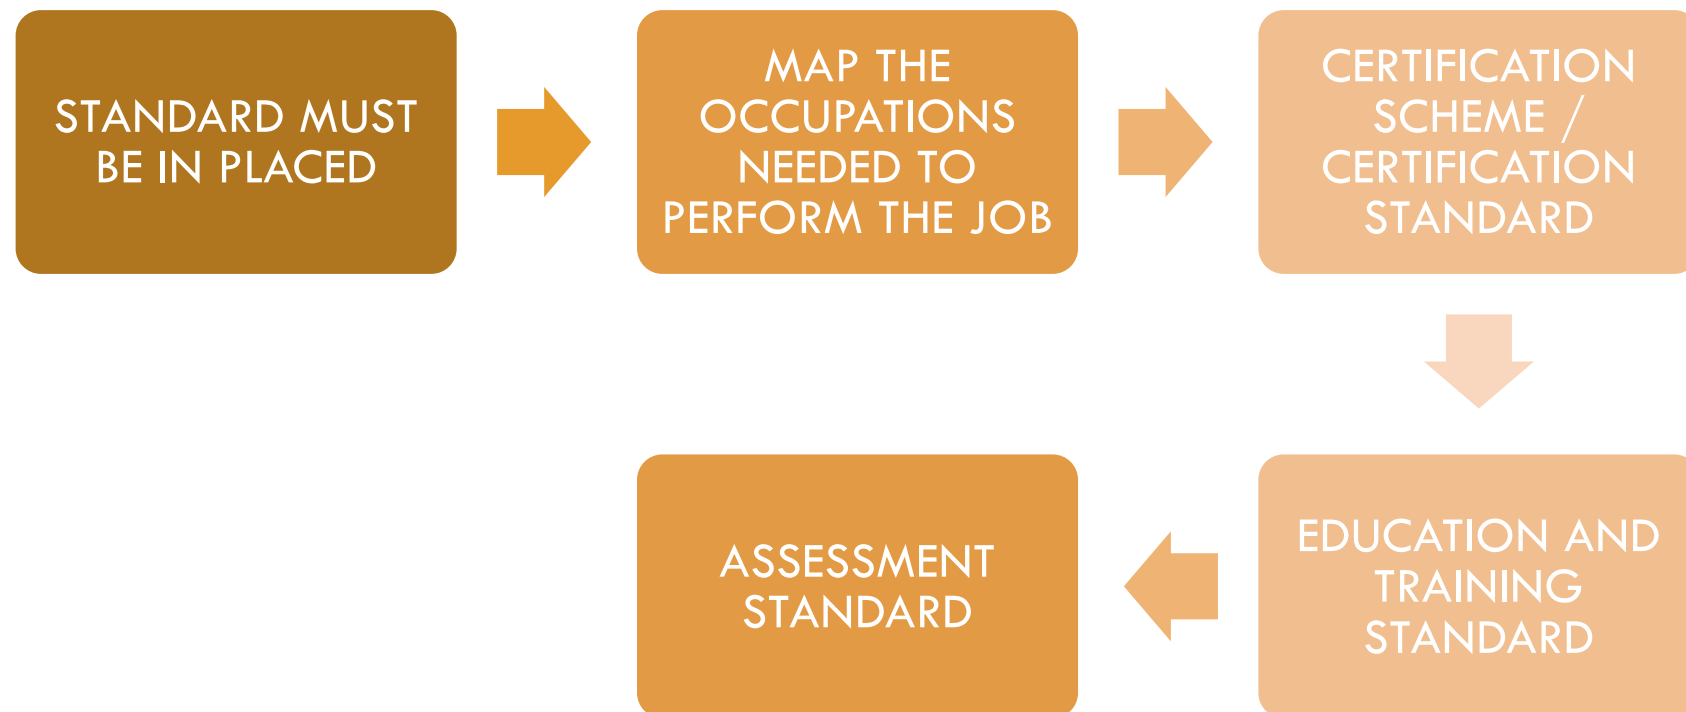 STANDARD MUST
BE IN PLACED
MAP THE
OCCUPATIONS
NEEDED TO
PERFORM THE JOB
CERTIFICATION
SCHEME /
CERTIFICATION
STANDARD
EDUCATION AND
TRAINING
STANDARD
ASSESSMENT
STANDARD